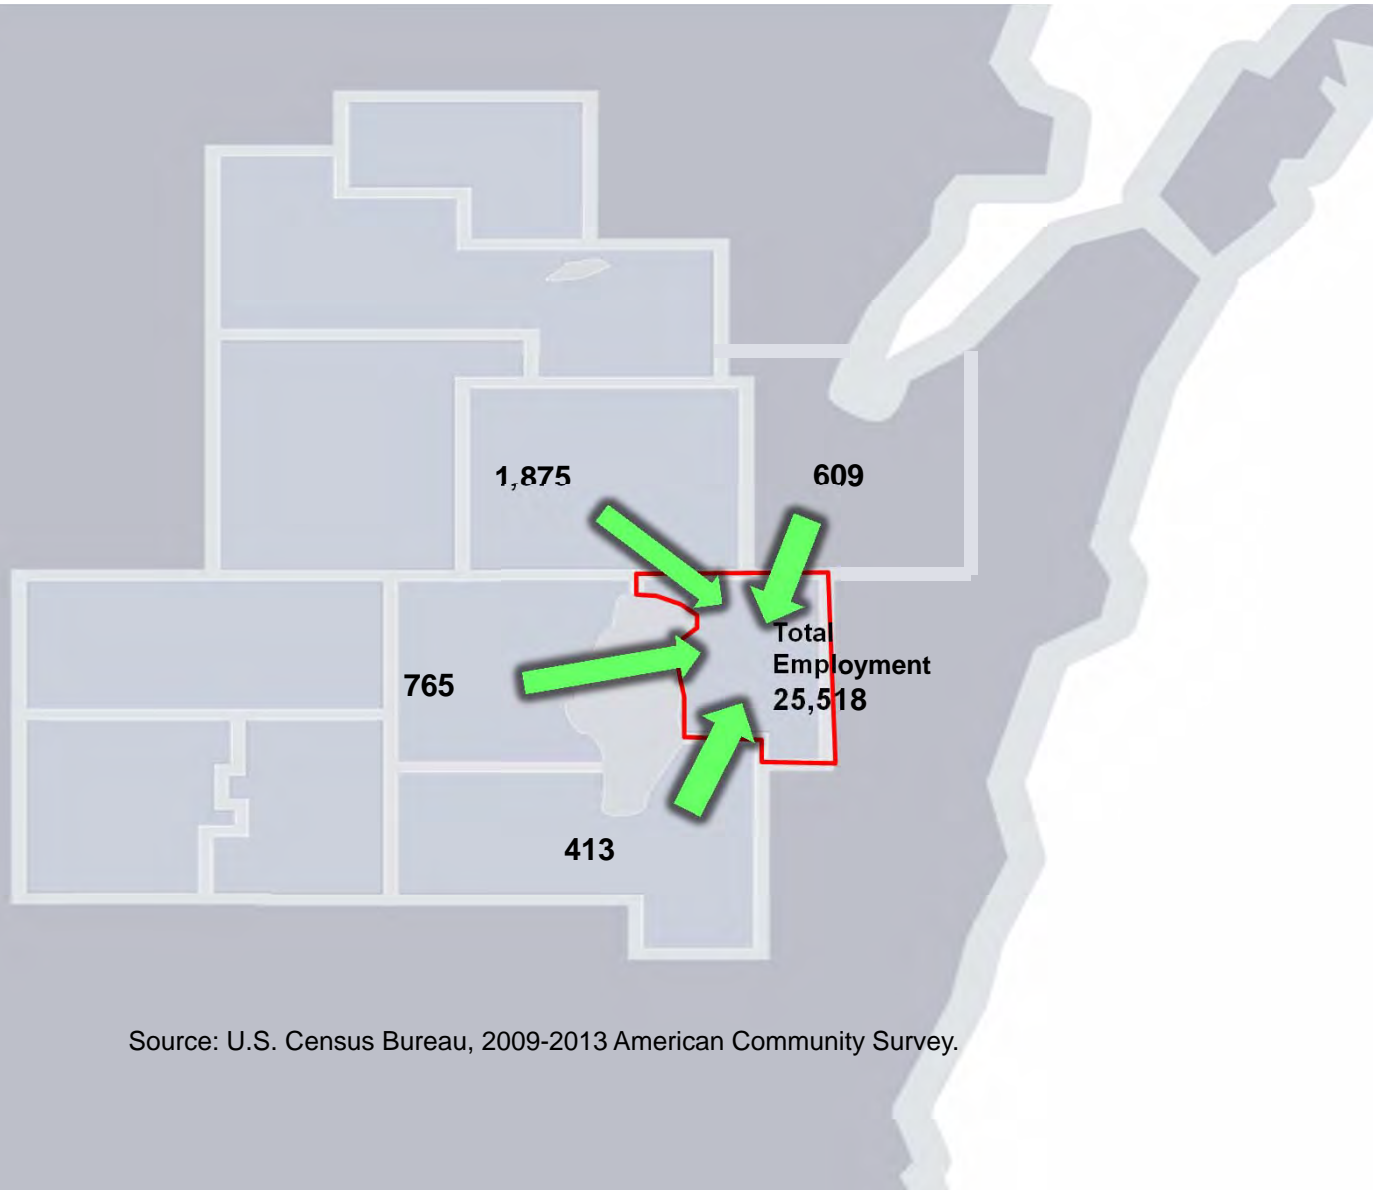 1,875
609
Total
Employment
25,518
765
413
Source: U.S. Census Bureau, 2009-2013 American Community Survey.